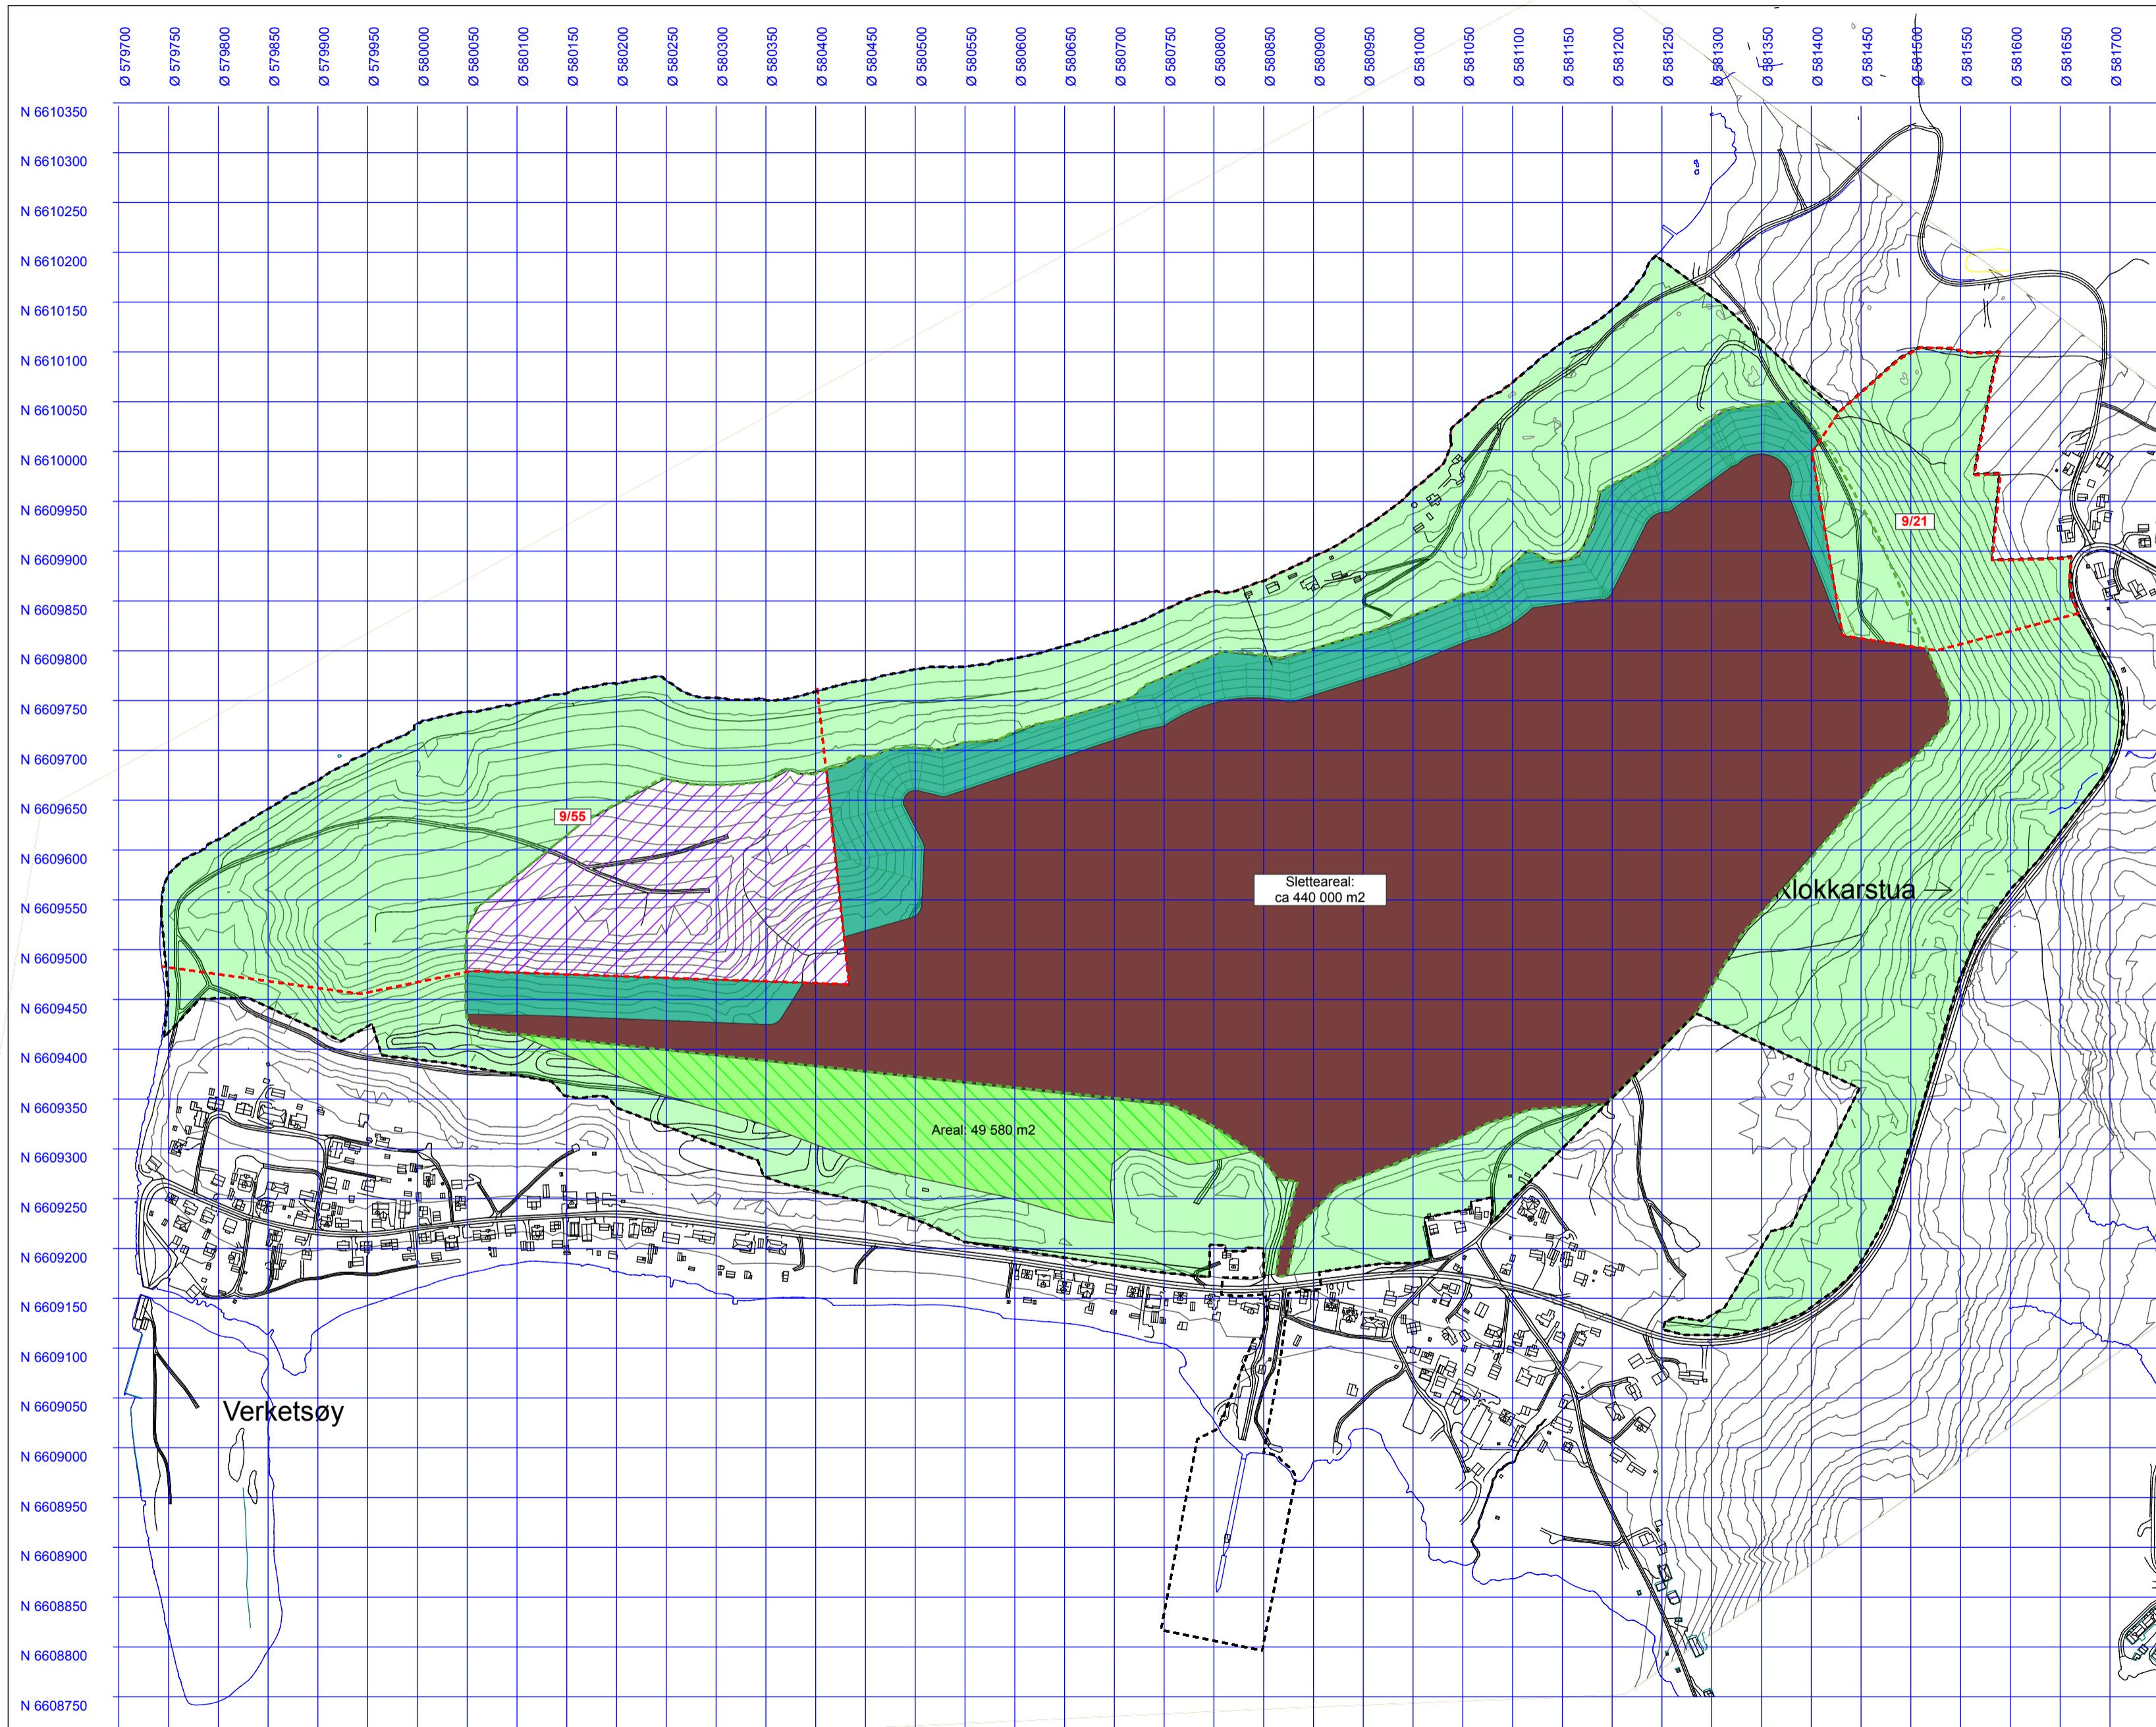 Ø 579700
Ø 579750
Ø 579800
Ø 579850
Ø 579900
Ø 579950
Ø 580000
Ø 580050
Ø 580100
Ø 580150
Ø 580200
Ø 580250
Ø 580300
Ø 580350
Ø 580400
Ø 580450
Ø 580500
Ø 580550
Ø 580600
Ø 580650
Ø 580700
Ø 580750
Ø 580800
Ø 580850
Ø 580900
Ø 580950
Ø 581000
Ø 581050
Ø 581100
Ø 581150
Ø 581200
Ø 581250
Ø 581300
Ø 581350
Ø 581400
Ø 581450
Ø 581500
Ø 581550
Ø 581600
Ø 581650
Ø 581700
N 6610350
N 6610300
N 6610250
N 6610200
N 6610150
N 6610100
N 6610050
N 6610000
N 6609950
9/21
N 6609900
N 6609850
N 6609800
N 6609750
N 6609700
N 6609650
9/55
N 6609600
Sletteareal:
ca 440 000 m2
klokkarstua
N 6609550
N 6609500
N 6609450
N 6609400
N 6609350
Areal: 49 580 m2
N 6609300
N 6609250
N 6609200
N 6609150
N 6609100
N 6609050
Verketsøy
N 6609000
N 6608950
N 6608900
N 6608850
N 6608800
N 6608750